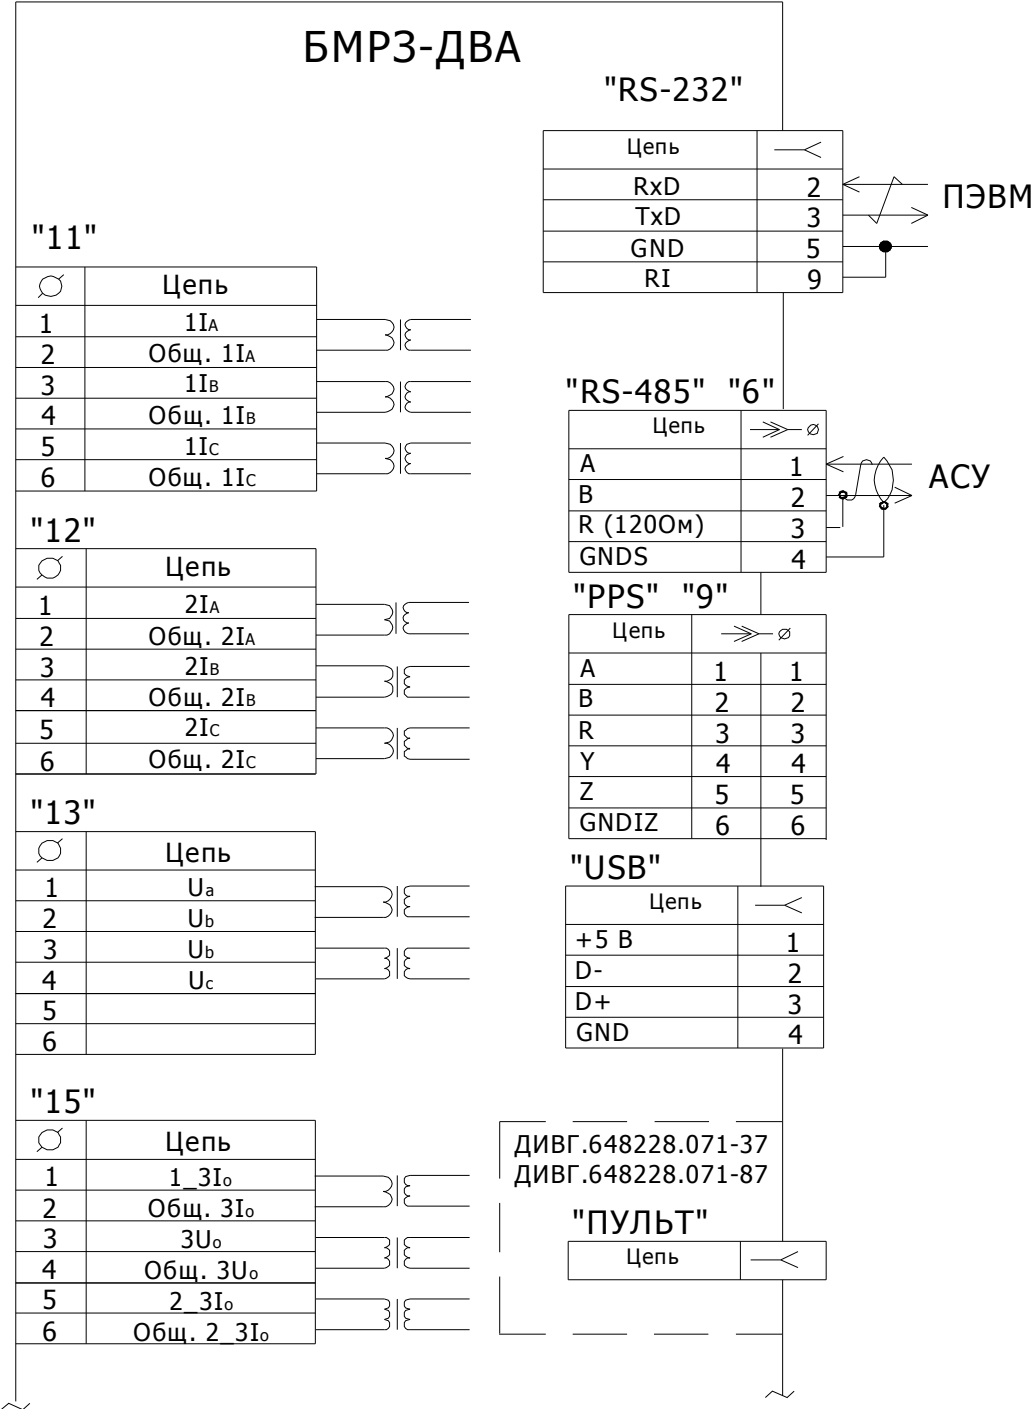 БМРЗ-ДВА
"RS-232"
Цепь
RxD 2
TxD 3
GND 5
RI 9
ПЭВМ
"11"
Цепь
1 1IA
2 Общ. 1IA
3 1IB
4 Общ. 1IB
5 1IC
6 Общ. 1IC
"RS-485" "6"
Цепь
A 1
B 2
R (120Ом) 3
GNDS 4
АСУ
"12"
Цепь
1 2IA
2 Общ. 2IA
3 2IB
4 Общ. 2IB
5 2IC
6 Общ. 2IC
"PPS" "9"
Цепь
A 1 1
B 2 2
R 3 3
Y 4 4
Z 5 5
GNDIZ 6 6
"13"
Цепь
1 Ua
2 Ub
3 Ub
4 Uc
5
6
"USB"
Цепь
+5 В 1
D- 2
D+ 3
GND 4
"15"
Цепь
1 1_3Io
2 Общ. 3Io
3 3Uo
4 Общ. 3Uo
5 2_3Io
6 Общ. 2_3Io
ДИВГ.648228.071-37
ДИВГ.648228.071-87
"ПУЛЬТ"
Цепь